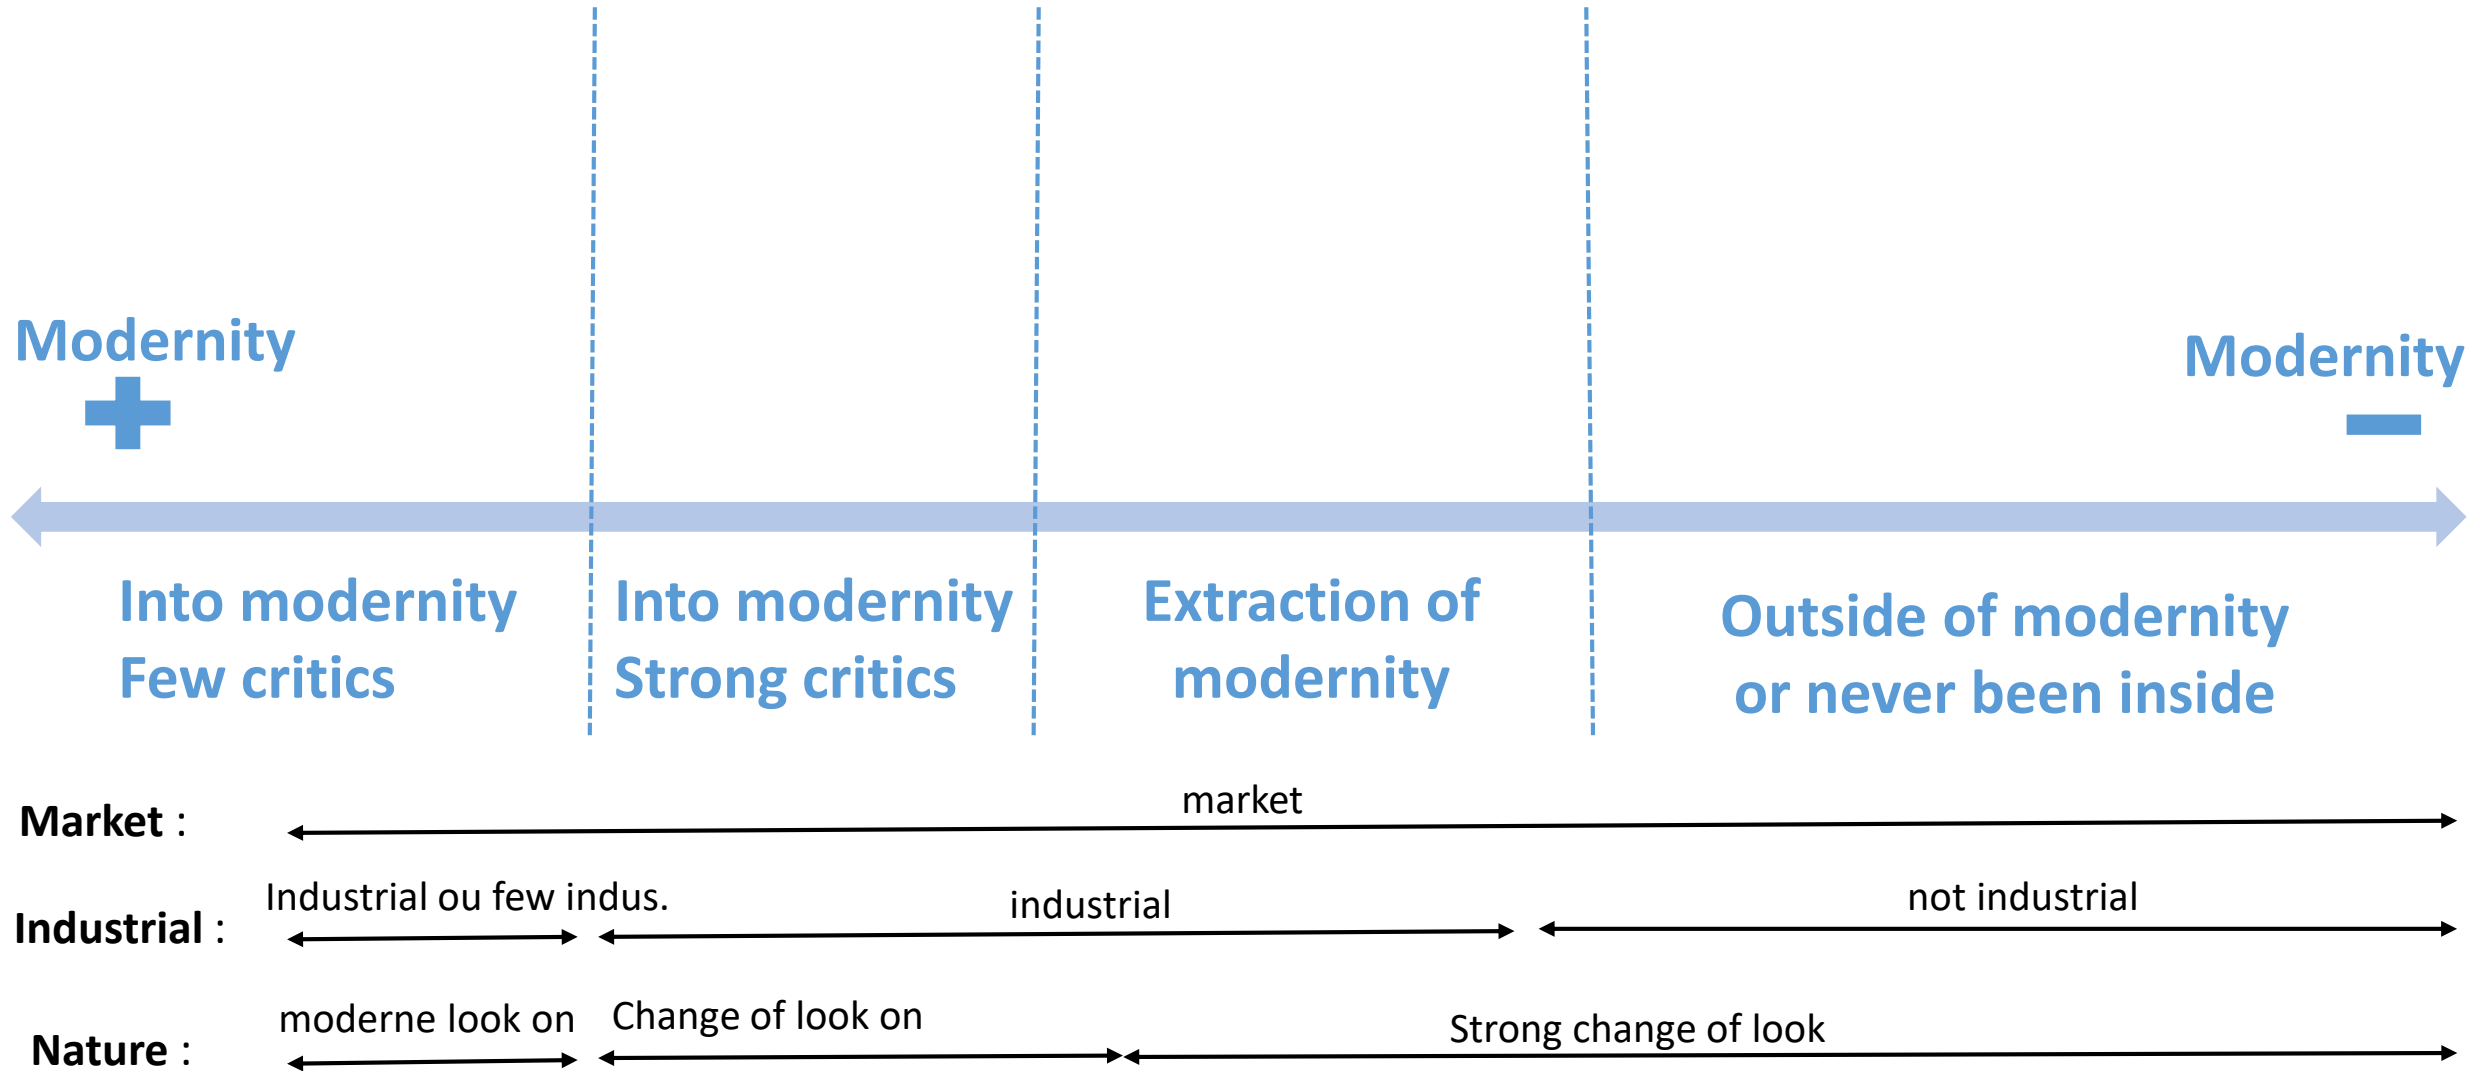 Modernity
Modernity
Into modernity
Few critics
Into modernity
Strong critics
Extraction of
modernity
Outside of modernity
or never been inside
Market :
market
Industrial :
Industrial ou few indus.
industrial
not industrial
Nature :
moderne look on
Change of look on
Strong change of look